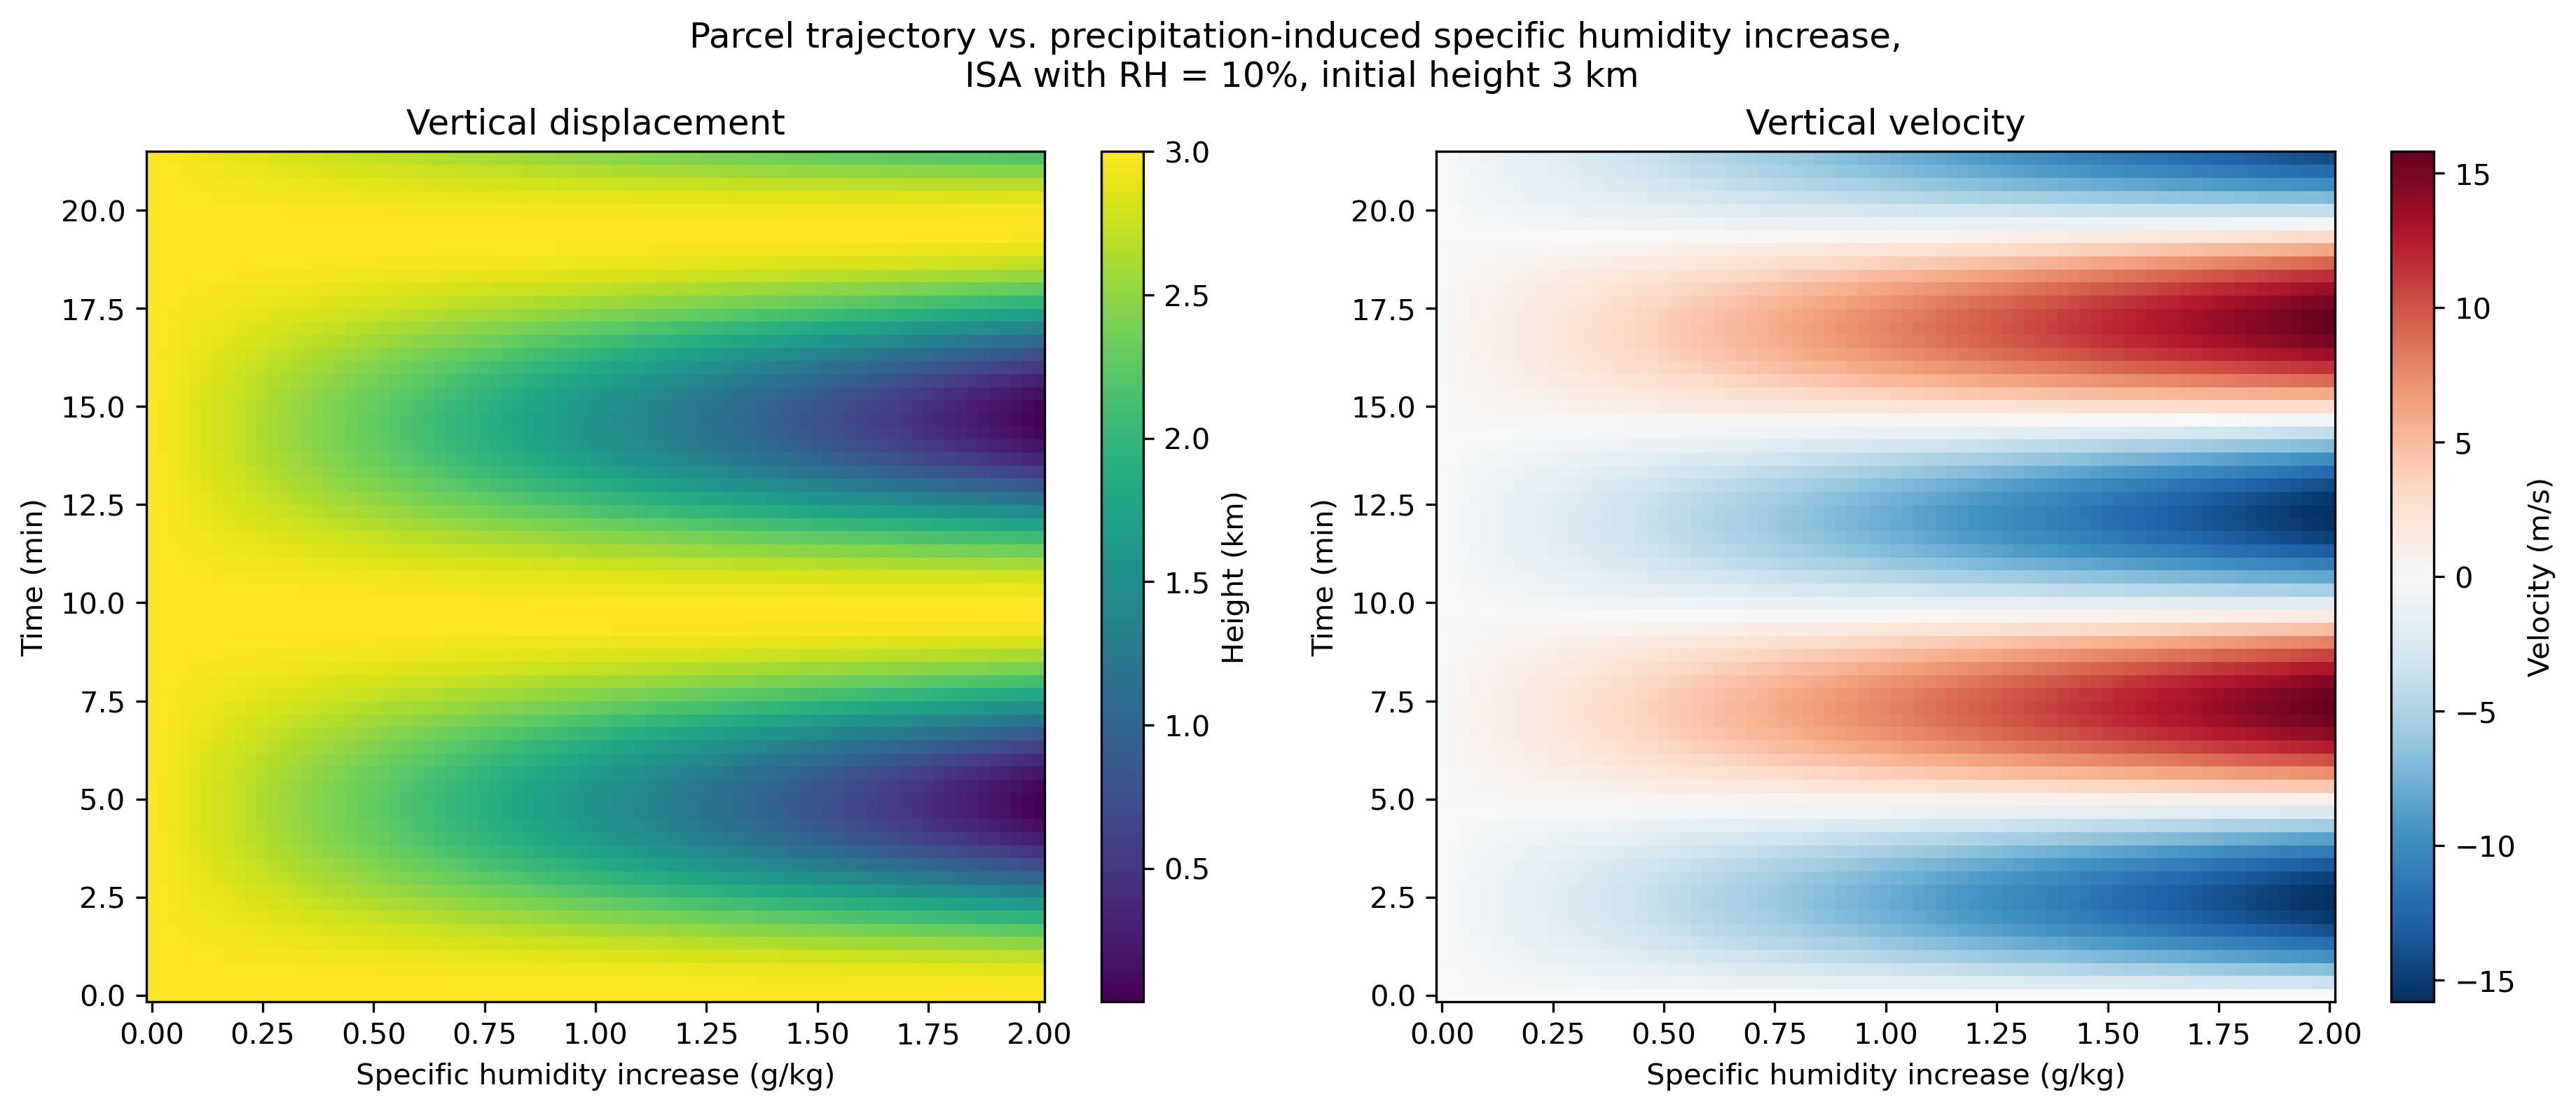 Parcel trajectory vs. precipitation-induced specific humidity increase,
ISA with RH = 10%, initial height 3 km
Vertical displacement
20.0
17.5
15.0
12.5
10.0
7.5
5.0
2.5
0.0
Time (min)
0.00 0.25 0.50 0.75 1.00 1.25 1.50 1.75 2.00
Specific humidity increase (g/kg)
3.0
2.5
2.0
1.5
1.0
0.5
Height (km)
Vertical velocity
20.0
17.5
15.0
12.5
10.0
7.5
5.0
2.5
0.0
Time (min)
0.00 0.25 0.50 0.75 1.00 1.25 1.50 1.75 2.00
Specific humidity increase (g/kg)
15
10
5
0
−5
−10
−15
Velocity (m/s)